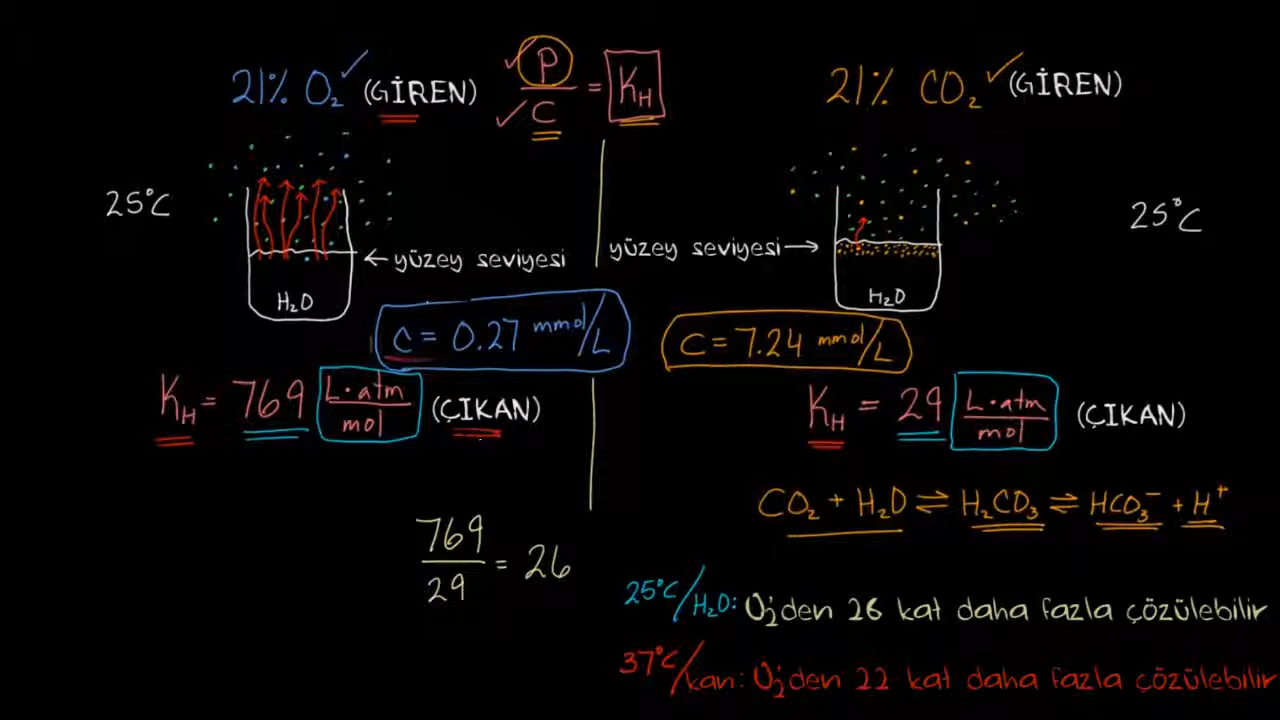 21% O₂ (GİREN)
P/C = K_H
21% CO₂ (GİREN)
25°C
25°C
← yüzey seviyesi
yüzey seviyesi →
H₂O
H₂O
C = 0.27 mmol/L
C = 7.24 mmol/L
K_H = 769 L·atm/mol (ÇIKAN)
K_H = 29 L·atm/mol (ÇIKAN)
CO₂ + H₂O ⇌ H₂CO₃ ⇌ HCO₃⁻ + H⁺
769/29 = 26
25°C/H₂O: O₂'den 26 kat daha fazla çözülebilir
37°C/kan: O₂'den 22 kat daha fazla çözülebilir